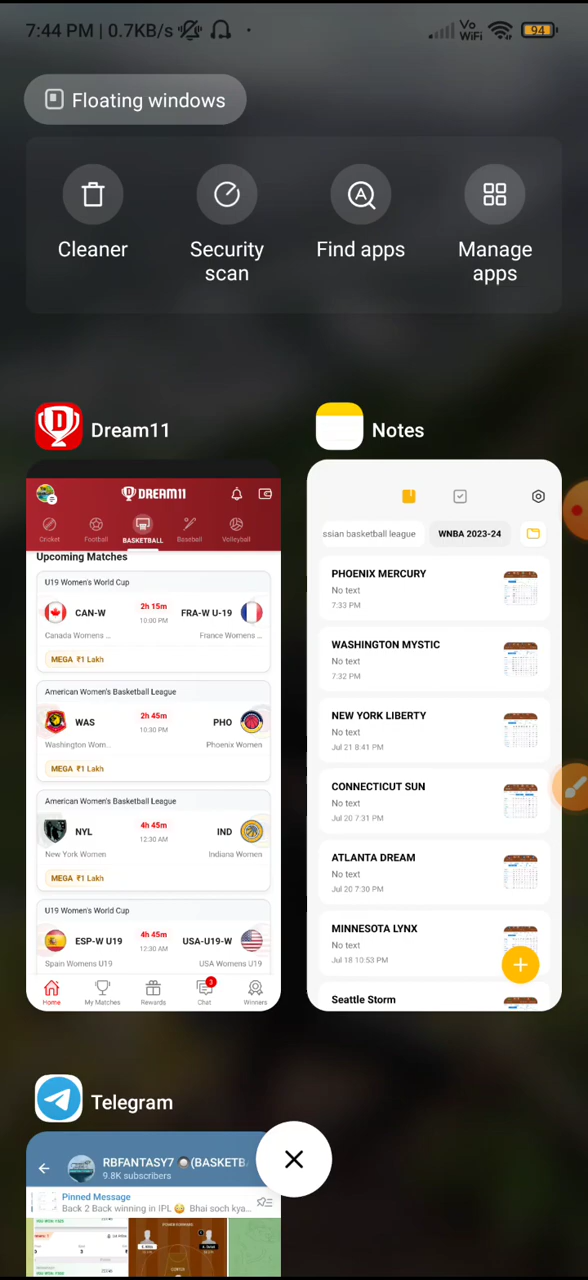 7:44 PM | 0.7KB/s
Vo
WiFi
94
Floating windows
Cleaner
Security
scan
Find apps
Manage
apps
Dream11
DREAM11
Cricket
Football
BASKETBALL
Baseball
Volleyball
Upcoming Matches
U19 Women's World Cup
CAN-W
2h 15m
10:00 PM
FRA-W U-19
Canada Womens ...
France Womens ...
MEGA ₹1 Lakh
American Women's Basketball League
WAS
2h 45m
10:30 PM
PHO
Washington Wom...
Phoenix Women
MEGA ₹1 Lakh
American Women's Basketball League
NYL
4h 45m
12:30 AM
IND
New York Women
Indiana Women
MEGA ₹1 Lakh
U19 Women's World Cup
ESP-W U19
4h 45m
12:30 AM
USA-U19-W
Spain Womens U19
USA Womens U19
Home
My Matches
Rewards
3
Chat
Winners
Notes
ssian basketball league
WNBA 2023-24
PHOENIX MERCURY
No text
7:33 PM
WASHINGTON MYSTIC
No text
7:32 PM
NEW YORK LIBERTY
No text
Jul 21 8:41 PM
CONNECTICUT SUN
No text
Jul 20 7:31 PM
ATLANTA DREAM
No text
Jul 20 7:30 PM
MINNESOTA LYNX
No text
Jul 18 10:53 PM
Seattle Storm
Telegram
RBFANTASY7 (BASKETB
9.8K subscribers
Pinned Message
Back 2 Back winning in IPL Bhai soch kya...
POWER FORWARD
CENTER